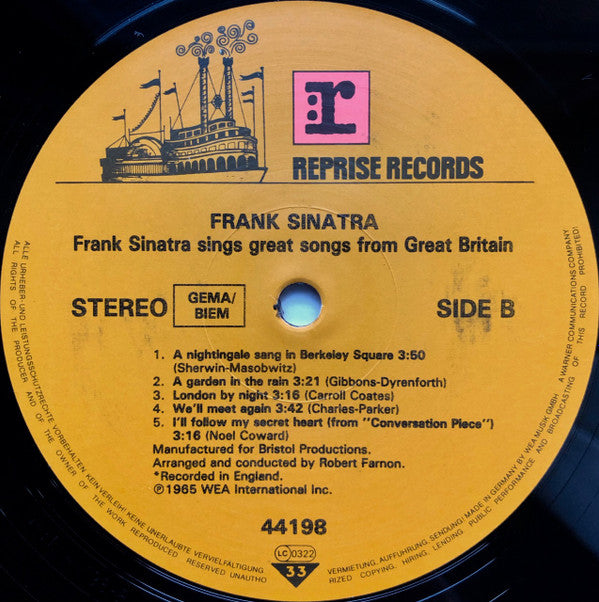 r
REPRISE RECORDS
FRANK SINATRA
Frank Sinatra sings great songs from Great Britain
STEREO
GEMA/
BIEM
SIDE B
1. A nightingale sang in Berkelay Square 3:50
(Sherwin-Masobwitz)
2. A garden in the rain 3:21 (Gibbons-Dyrenforth)
3. London by night 3:16 (Carroll Coates)
4. We'll meet again 3:42 (Charles-Parker)
5. I'll follow my secret heart (from "Conversation Piece")
3:16 (Noel Coward)
Manufactured for Bristol Productions.
Arranged and conducted by Robert Farnon.
*Recorded in England.
Ⓟ1965 WEA International Inc.
44198
LC 0322
33
ALLE URHEBER- UND LEISTUNGSSCHUTZRECHTE VORBEHALTEN. KEIN VERLEIH! KEINE UNERLAUBTE VERVIELFÄLTIGUNG, VERMIETUNG, AUFFÜHRUNG, SENDUNG! MADE IN GERMANY BY WEA MUSIK GMBH A WARNER COMMUNICATIONS COMPANY
ALL RIGHTS OF THE PRODUCER AND OF THE OWNER OF THE WORK REPRODUCED RESERVED UNAUTHORIZED COPYING, HIRING, LENDING PUBLIC PERFORMANCE AND BROADCASTING OF THIS RECORD PROHIBITED!